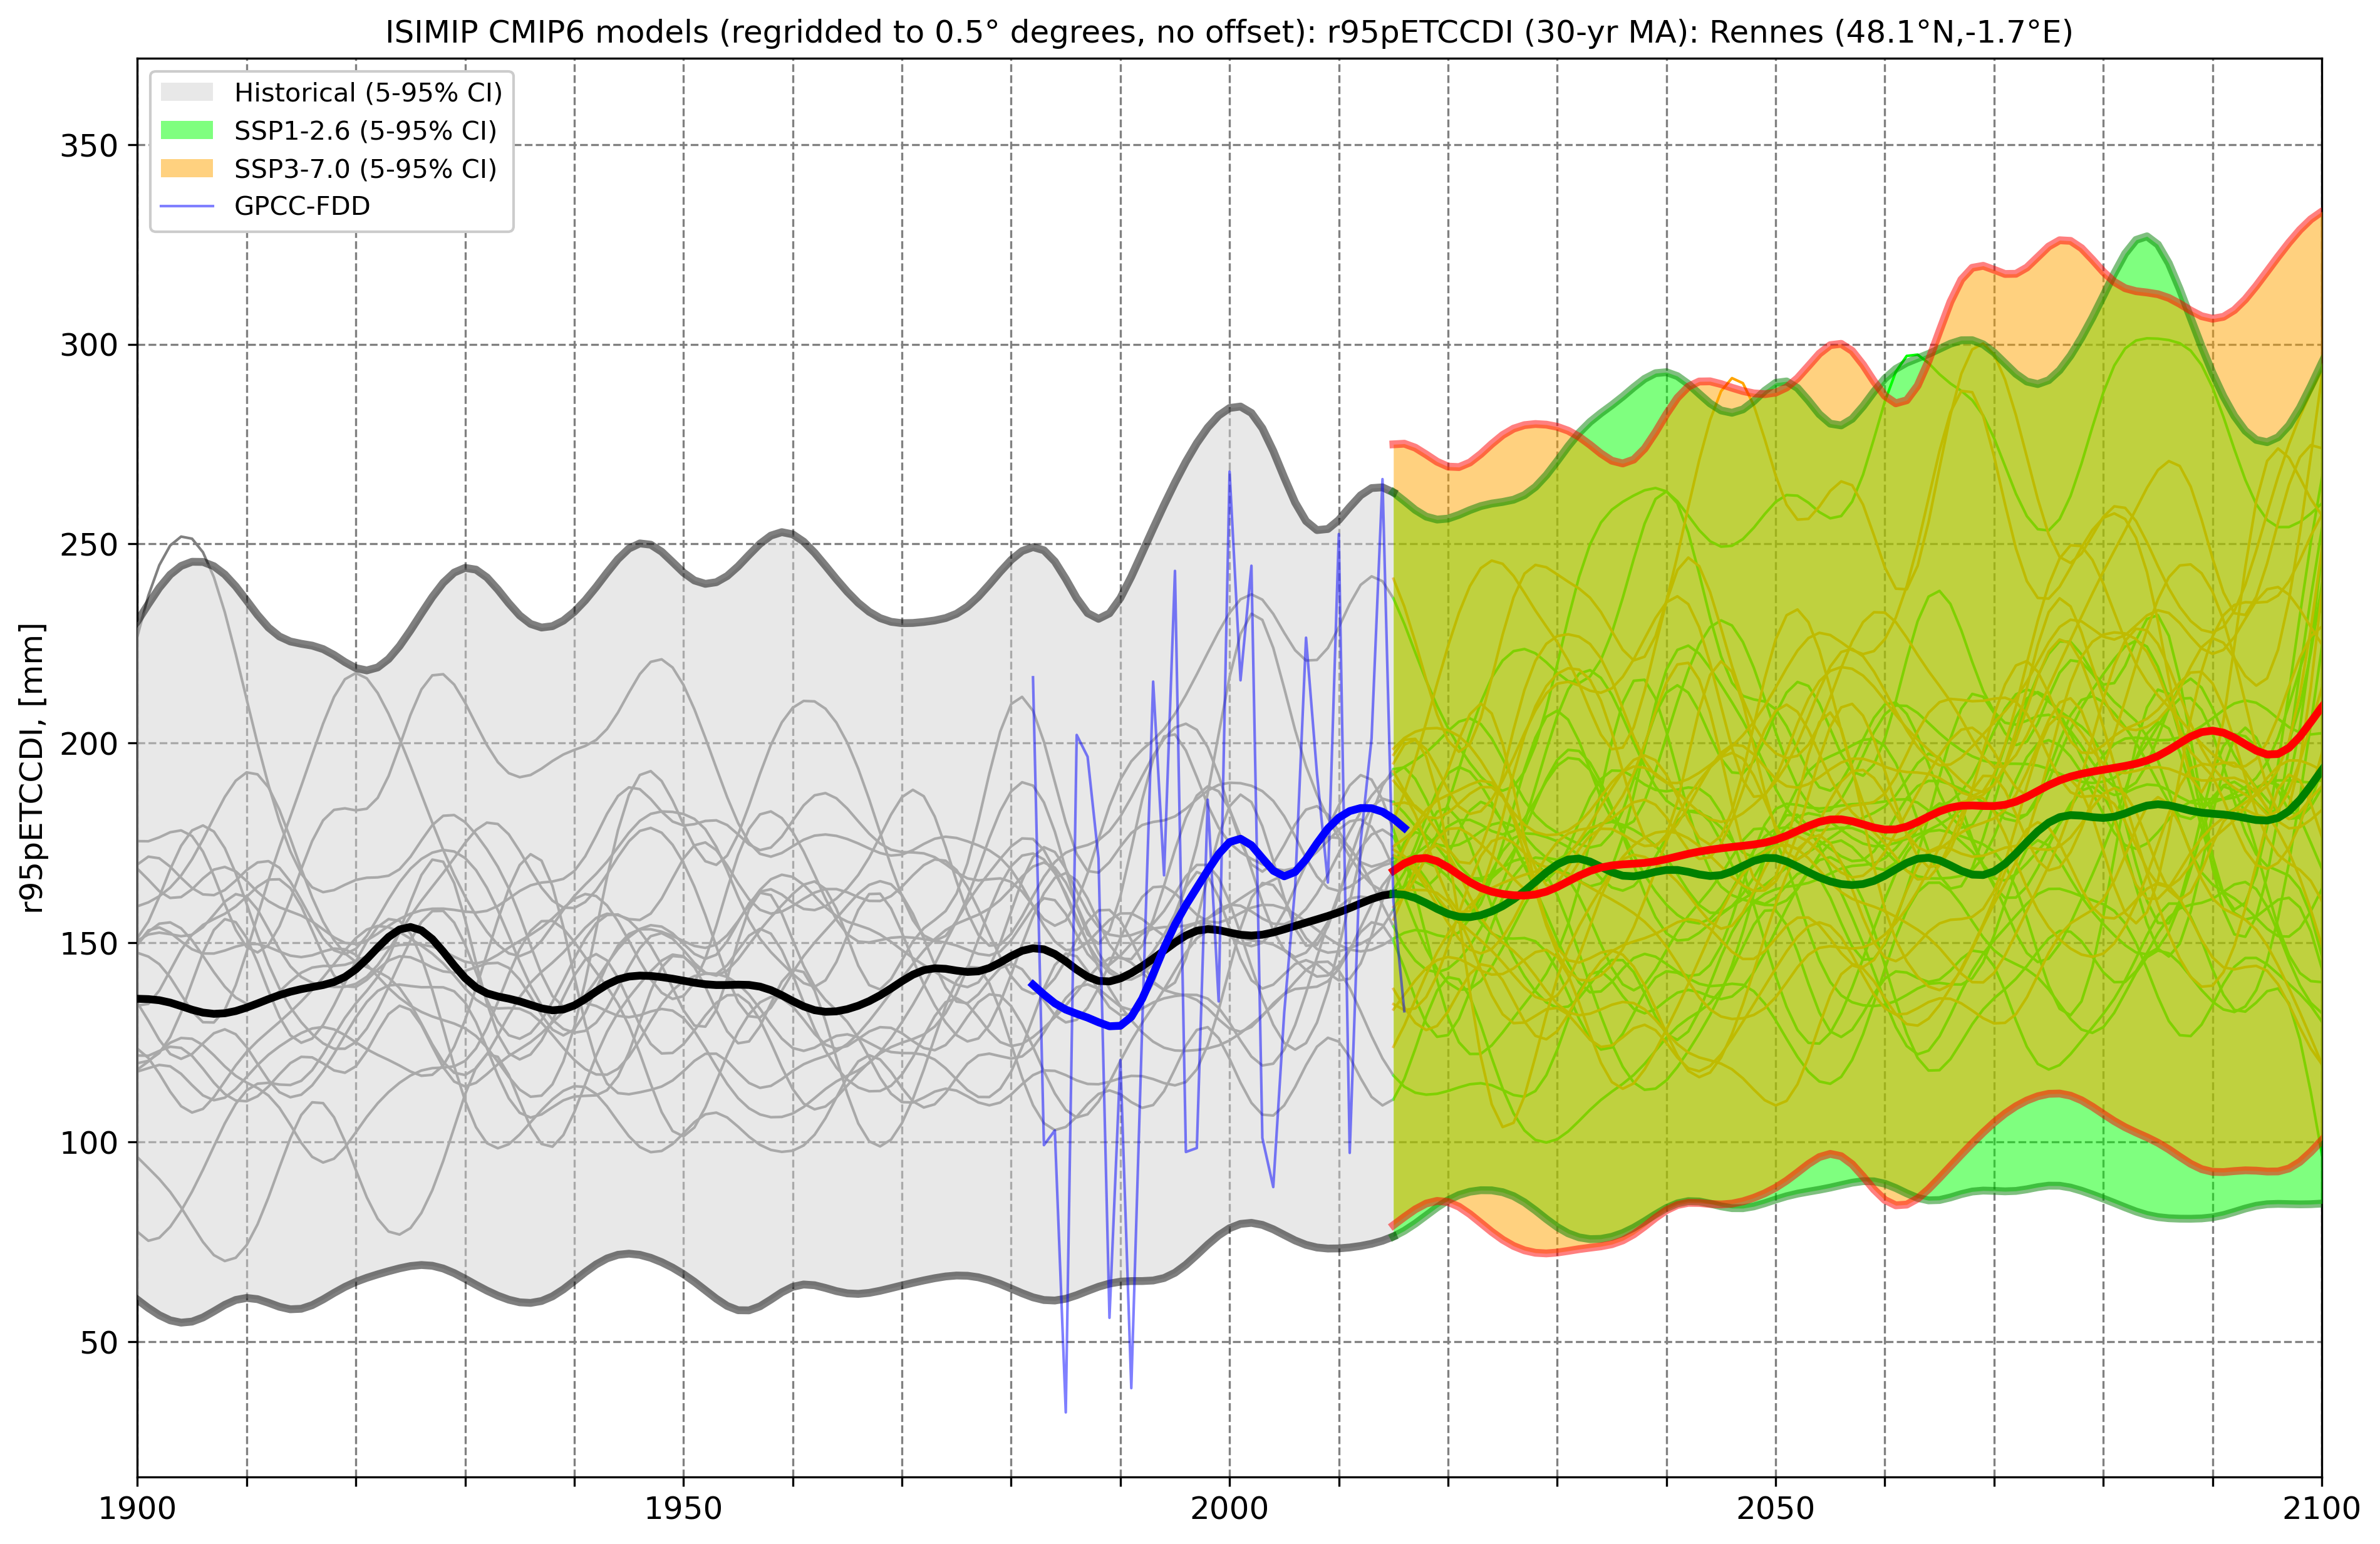 ISIMIP CMIP6 models (regridded to 0.5° degrees, no offset): r95pETCCDI (30-yr MA): Rennes (48.1°N,-1.7°E)
Historical (5-95% CI)
SSP1-2.6 (5-95% CI)
SSP3-7.0 (5-95% CI)
GPCC-FDD
r95pETCCDI, [mm]
350
300
250
200
150
100
50
1900 1950 2000 2050 2100